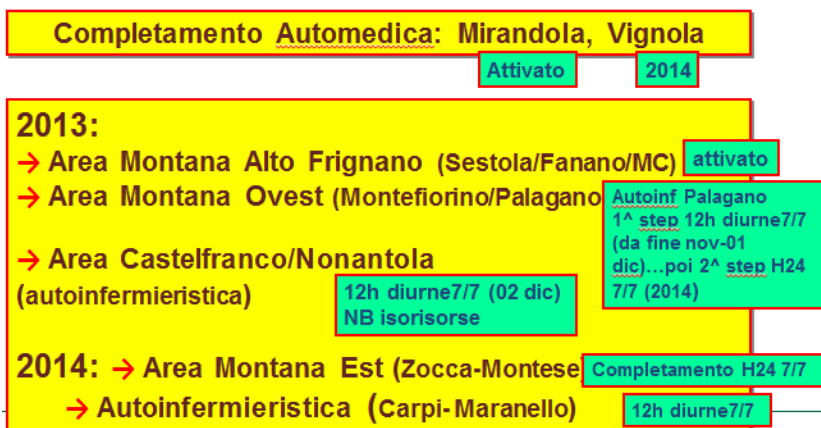 Completamento Automedica: Mirandola, Vignola
Attivato
2014
2013:
→ Area Montana Alto Frignano (Sestola/Fanano/MC)
attivato
→ Area Montana Ovest (Montefiorino/Palagano
Autoinf Palagano
1^ step 12h diurne7/7
(da fine nov-01
dic)...poi 2^ step H24
7/7 (2014)
→ Area Castelfranco/Nonantola
(autoinfermieristica)
12h diurne7/7 (02 dic)
NB isorisorse
2014: → Area Montana Est (Zocca-Montese
Completamento H24 7/7
→ Autoinfermieristica (Carpi-Maranello)
12h diurne7/7